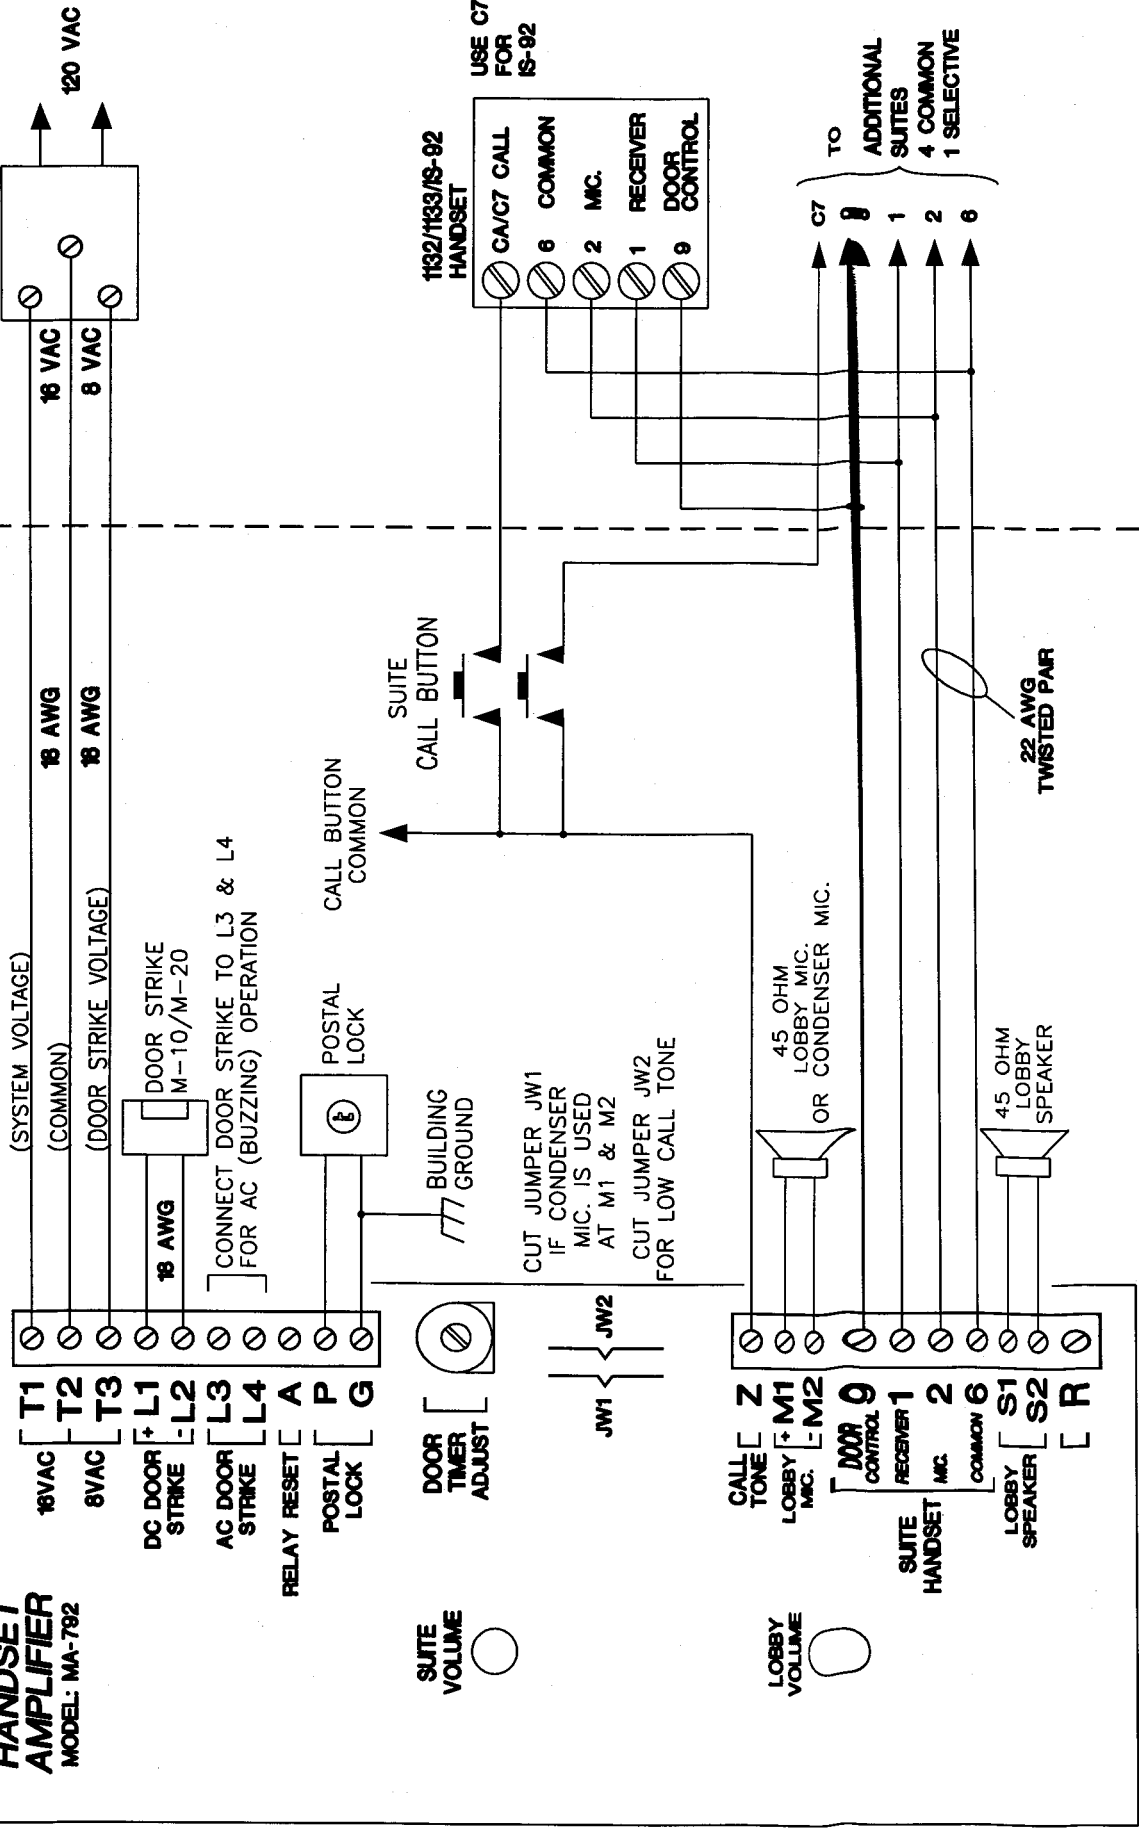 HANDSET
AMPLIFIER
MODEL: MA-792
16VAC
8VAC
DC DOOR
STRIKE
AC DOOR
STRIKE
RELAY RESET
POSTAL
LOCK
T1
T2
T3
+ L1
- L2
L3
L4
A
P
G
(SYSTEM VOLTAGE)
(COMMON)
(DOOR STRIKE VOLTAGE)
18 AWG
18 AWG
16 VAC
8 VAC
120 VAC
DOOR STRIKE
M-10/M-20
18 AWG
CONNECT DOOR STRIKE TO L3 & L4
FOR AC (BUZZING) OPERATION
POSTAL
LOCK
BUILDING
GROUND
SUITE
VOLUME
DOOR
TIMER
ADJUST
JW1
JW2
CUT JUMPER JW1
IF CONDENSER
MIC. IS USED
AT M1 & M2
CUT JUMPER JW2
FOR LOW CALL TONE
CALL BUTTON
COMMON
SUITE
CALL BUTTON
1132/1133/IS-92
HANDSET
USE C7
FOR
IS-92
CA/C7 CALL
6 COMMON
2 MIC.
1 RECEIVER
9 DOOR
CONTROL
LOBBY
VOLUME
CALL
TONE
LOBBY
MIC.
SUITE
HANDSET
DOOR
CONTROL
RECEIVER
MIC.
COMMON
LOBBY
SPEAKER
Z
+ M1
- M2
9
1
2
6
S1
S2
R
45 OHM
LOBBY MIC.
OR CONDENSER MIC.
45 OHM
LOBBY
SPEAKER
22 AWG
TWISTED PAIR
C7
9
1
2
6
TO
ADDITIONAL
SUITES
4 COMMON
1 SELECTIVE